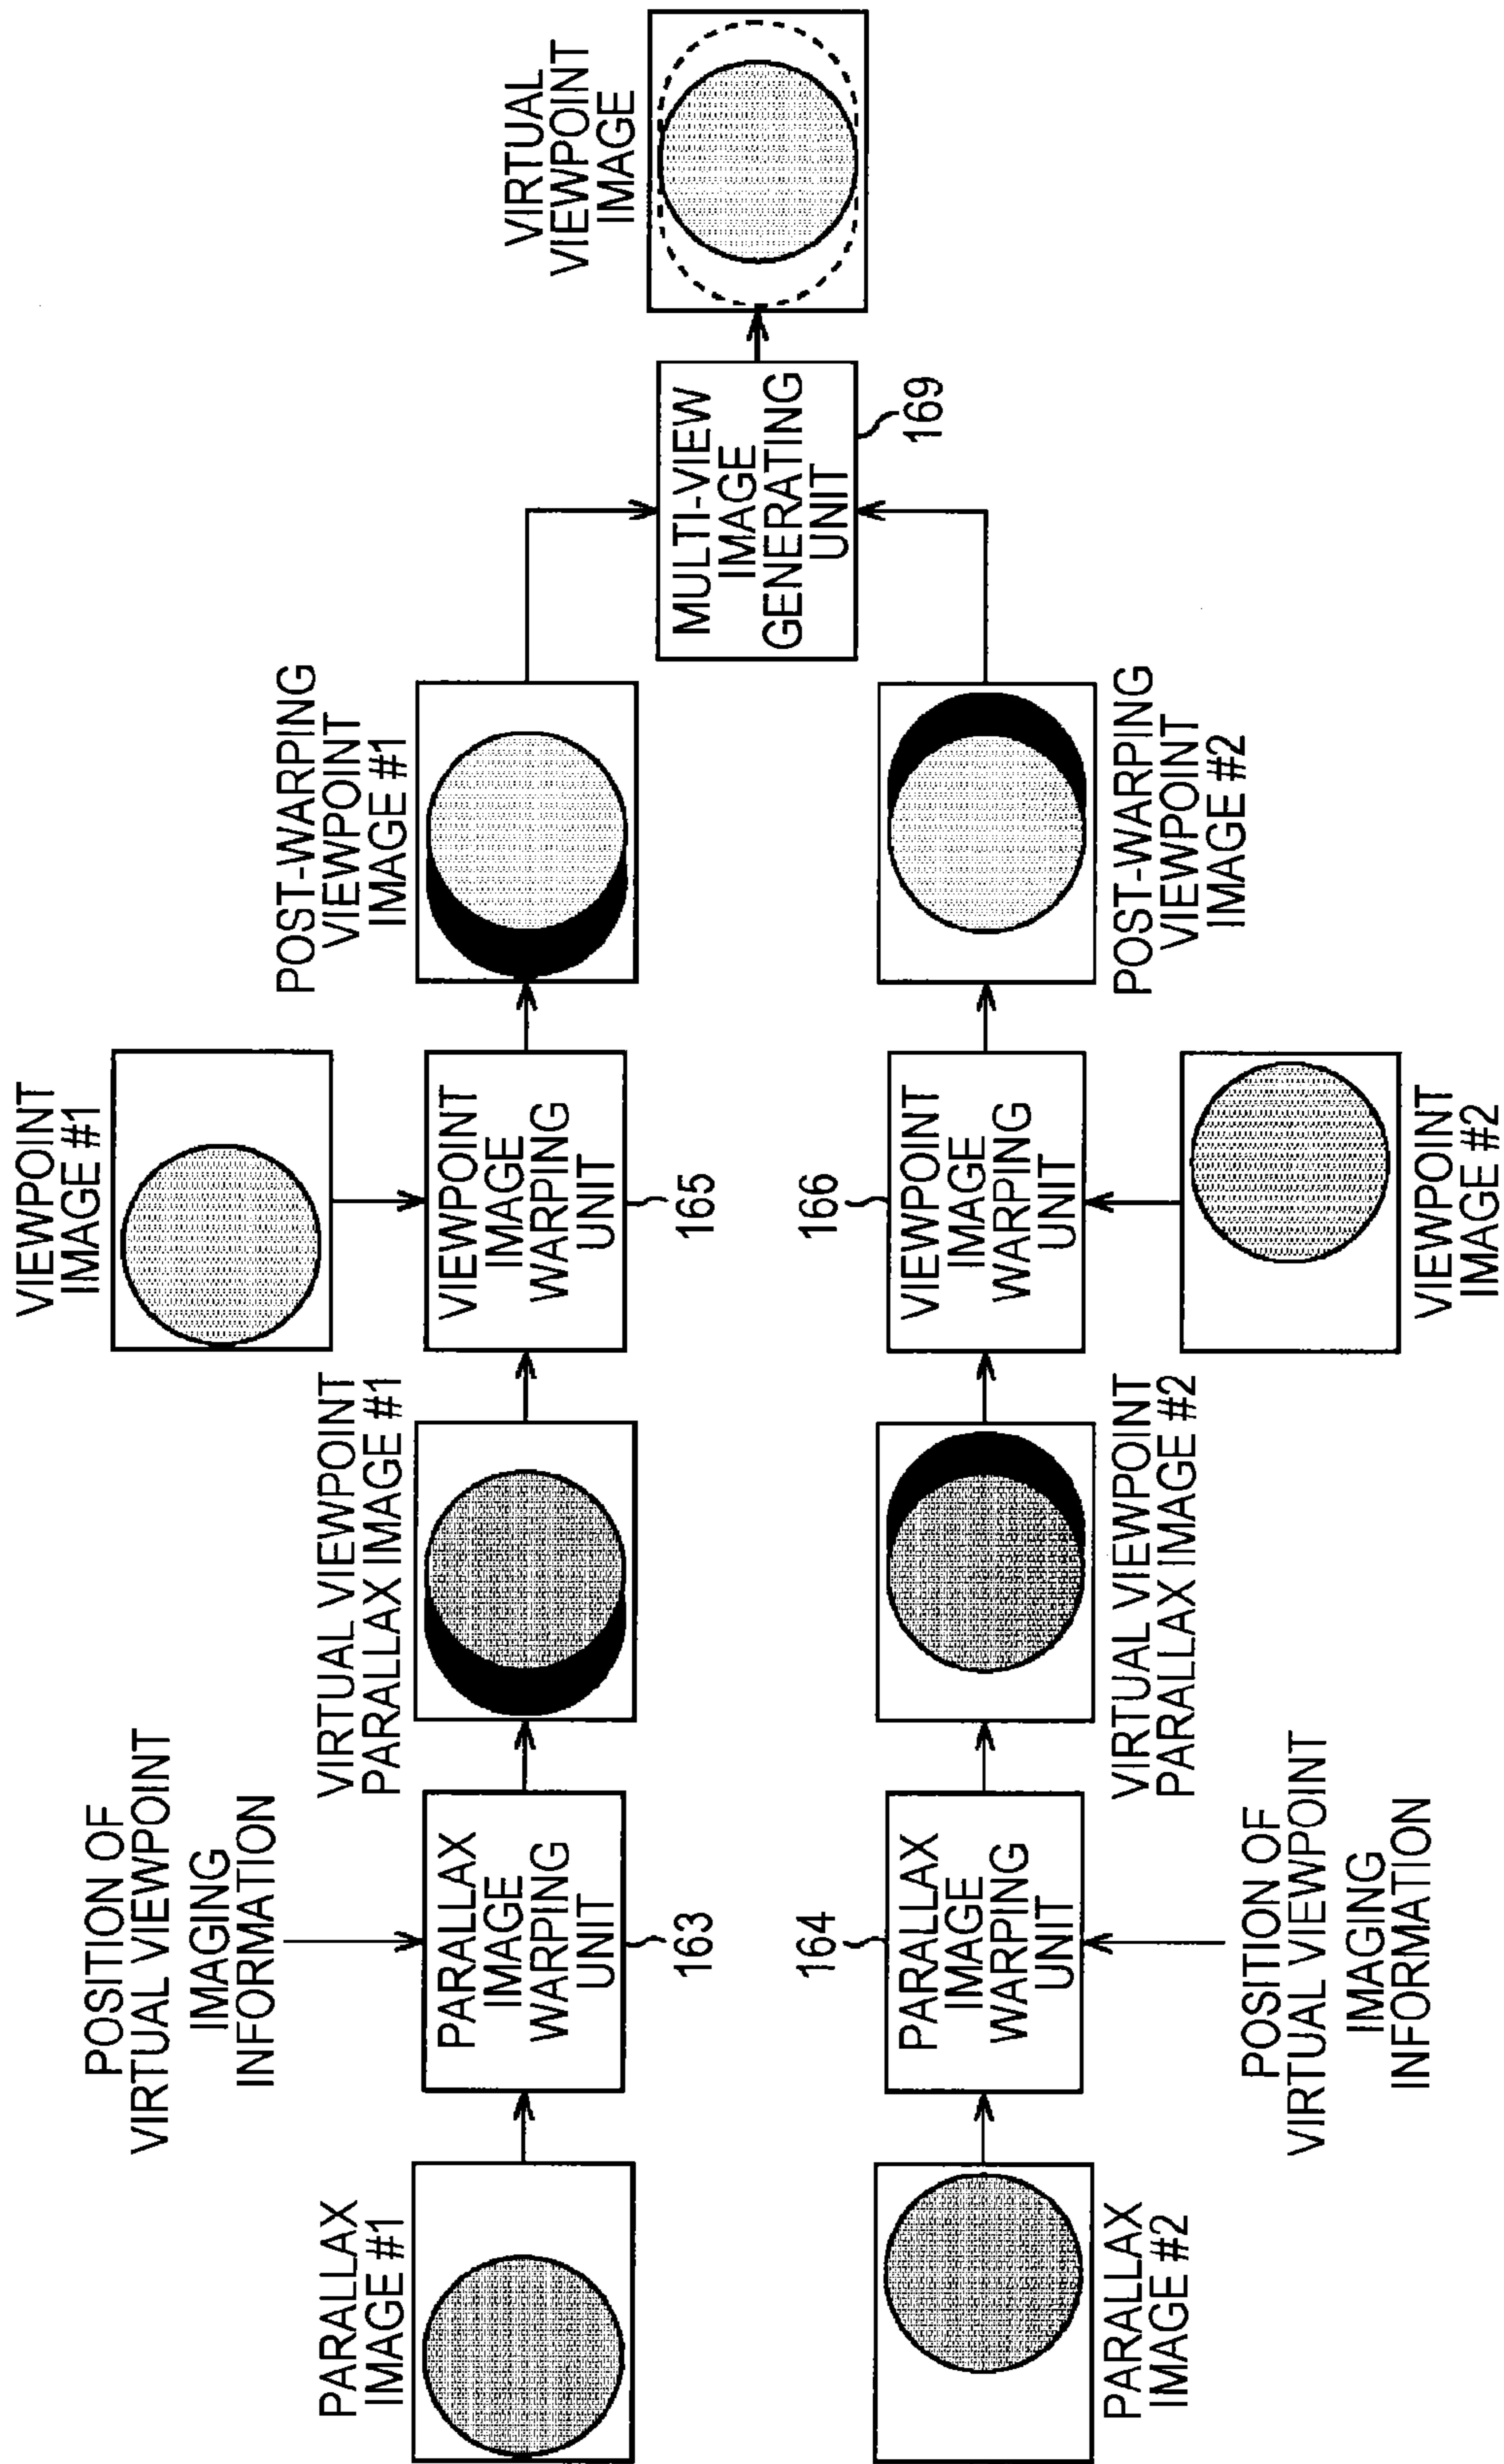 PARALLAX
IMAGE #1
POSITION OF
VIRTUAL VIEWPOINT
IMAGING
INFORMATION
PARALLAX
IMAGE
WARPING
UNIT
163
VIRTUAL VIEWPOINT
PARALLAX IMAGE #1
VIEWPOINT
IMAGE #1
VIEWPOINT
IMAGE
WARPING
UNIT
165
POST-WARPING
VIEWPOINT
IMAGE #1
MULTI-VIEW
IMAGE
GENERATING
UNIT
169
VIRTUAL
VIEWPOINT
IMAGE
PARALLAX
IMAGE #2
164
PARALLAX
IMAGE
WARPING
UNIT
POSITION OF
VIRTUAL VIEWPOINT
IMAGING
INFORMATION
VIRTUAL VIEWPOINT
PARALLAX IMAGE #2
166
VIEWPOINT
IMAGE
WARPING
UNIT
VIEWPOINT
IMAGE #2
POST-WARPING
VIEWPOINT
IMAGE #2